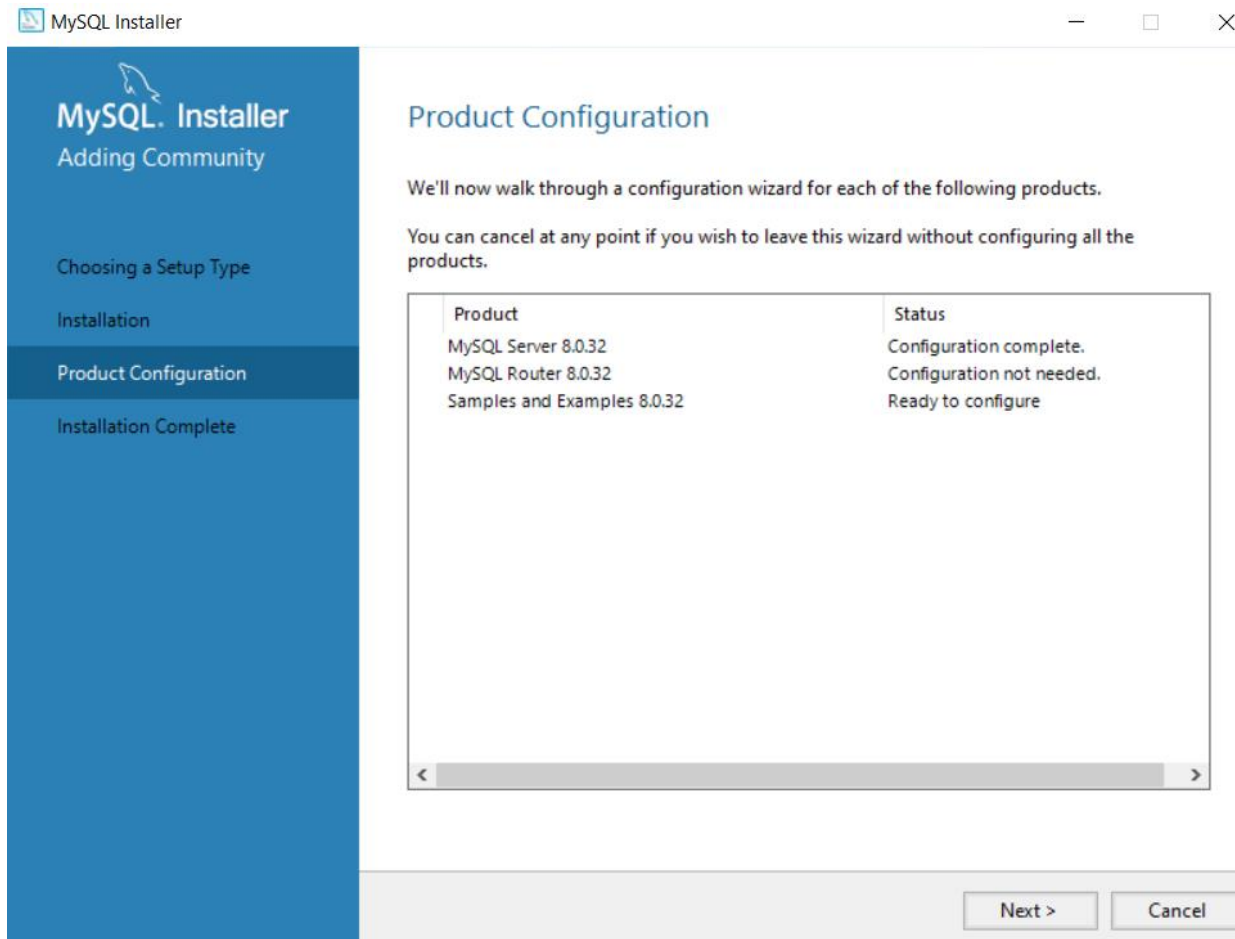 MySQL Installer
MySQL. Installer
Adding Community
Choosing a Setup Type
Installation
Product Configuration
Installation Complete
Product Configuration
We'll now walk through a configuration wizard for each of the following products.
You can cancel at any point if you wish to leave this wizard without configuring all the
products.
Product Status
MySQL Server 8.0.32 Configuration complete.
MySQL Router 8.0.32 Configuration not needed.
Samples and Examples 8.0.32 Ready to configure
Next > Cancel